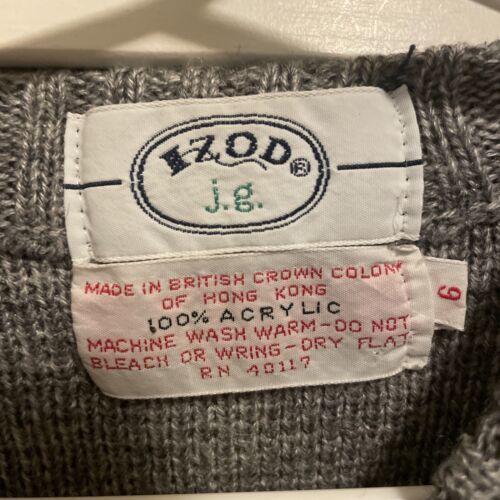 IZOD®
j.g.
MADE IN BRITISH CROWN COLONY
OF HONG KONG
100% ACRYLIC
MACHINE WASH WARM-DO NOT
BLEACH OR WRING-DRY FLAT
RN 40117
6